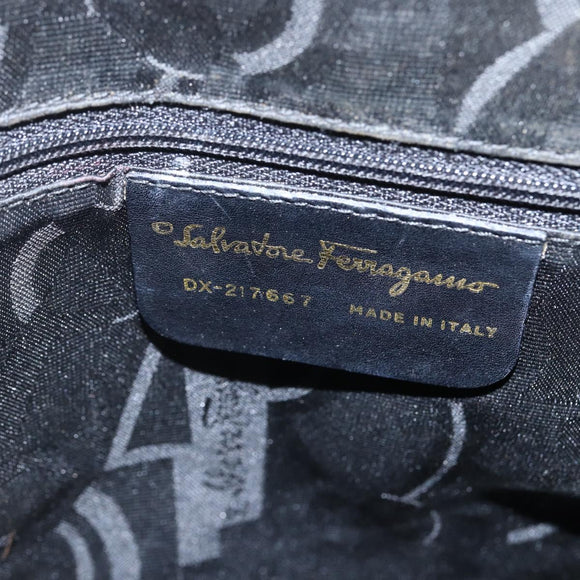 ©Salvatore Ferragamo
DX-217667 MADE IN ITALY